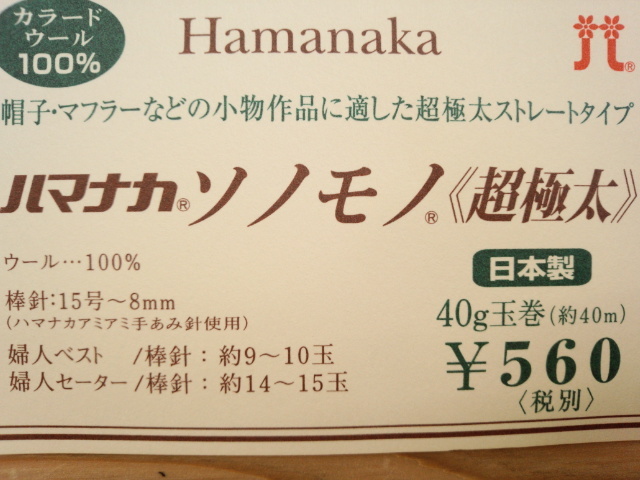 カラード
ウール
100%
Hamanaka
®
帽子・マフラーなどの小物作品に適した超極太ストレートタイプ
ハマナカ®ソノモノ®《超極太》
ウール…100%
日本製
棒針:15号〜8mm
(ハマナカアミアミ手あみ針使用)
40g玉巻(約40m)
婦人ベスト /棒針: 約9〜10玉
婦人セーター/棒針: 約14〜15玉
¥560
〈税別〉